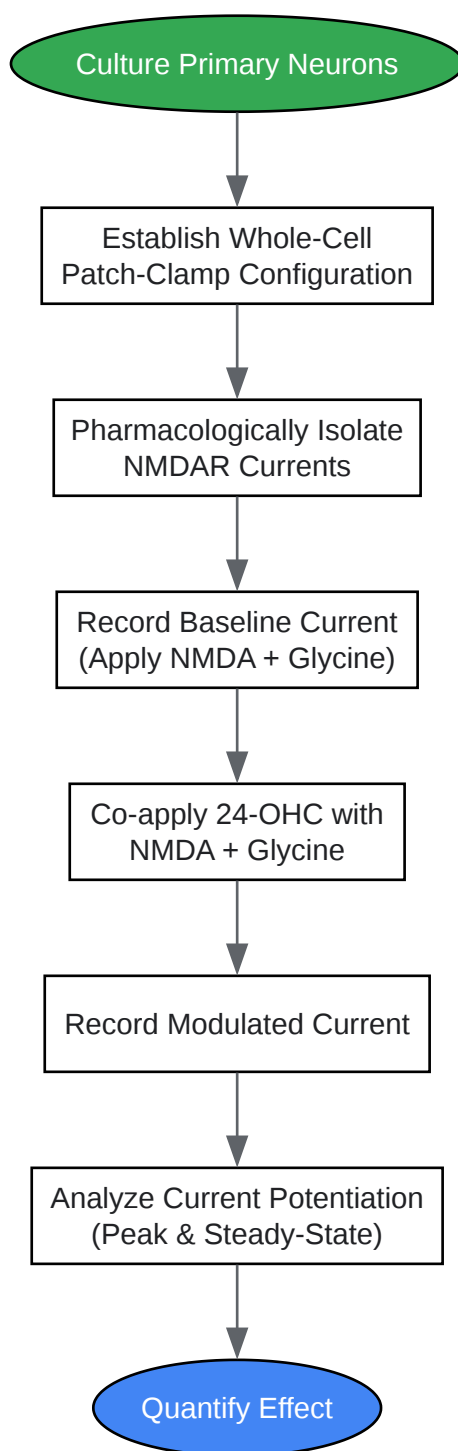 Culture Primary Neurons
Establish Whole-Cell
Patch-Clamp Configuration
Pharmacologically Isolate
NMDAR Currents
Record Baseline Current
(Apply NMDA + Glycine)
Co-apply 24-OHC with
NMDA + Glycine
Record Modulated Current
Analyze Current Potentiation
(Peak & Steady-State)
Quantify Effect